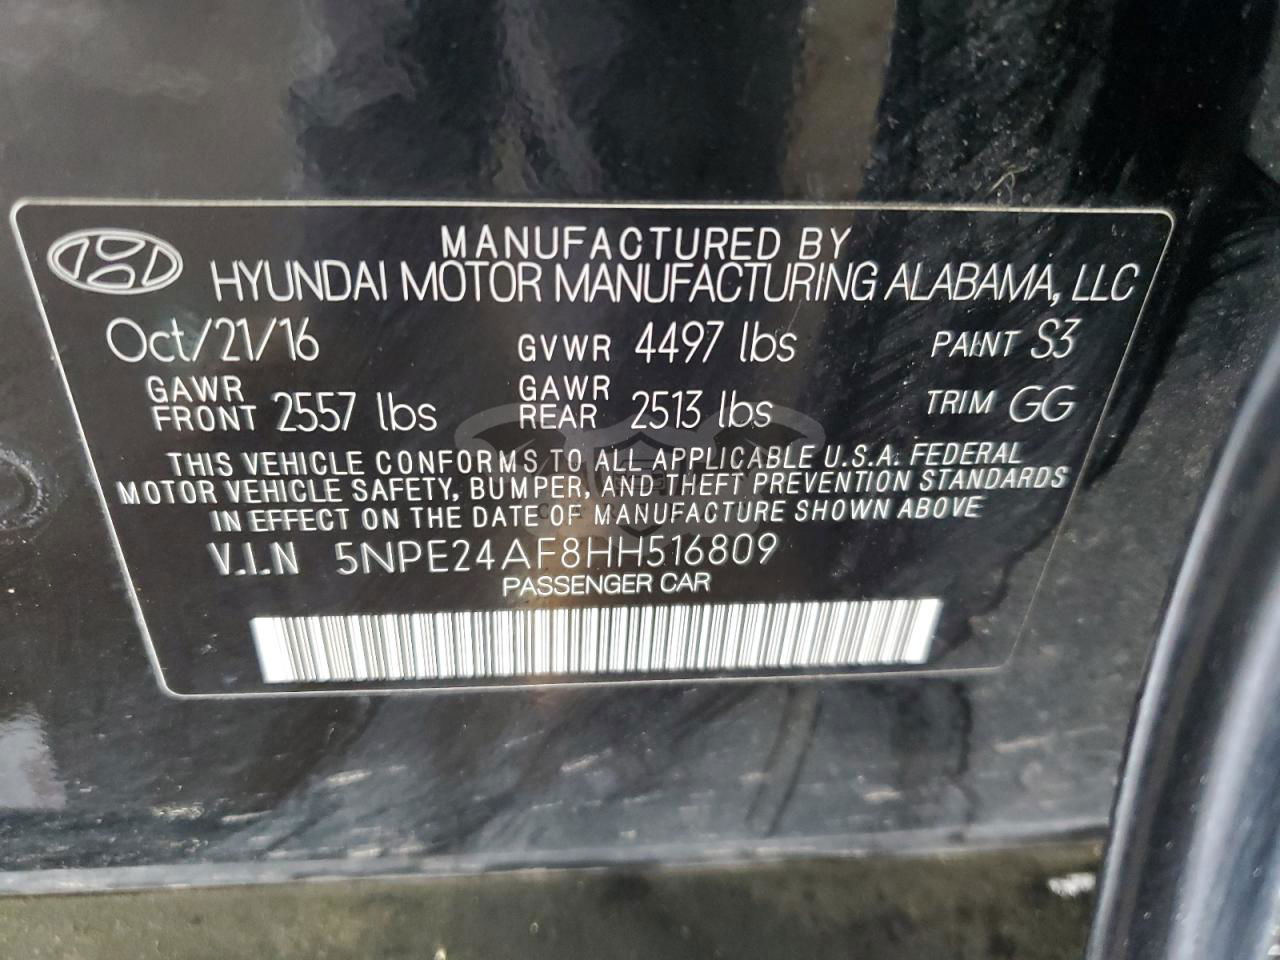 MANUFACTURED BY
HYUNDAI MOTOR MANUFACTURING ALABAMA, LLC
Oct/21/16 GVWR 4497 lbs PAINT S3
GAWR FRONT 2557 lbs GAWR REAR 2513 lbs TRIM GG
THIS VEHICLE CONFORMS TO ALL APPLICABLE U.S.A. FEDERAL
MOTOR VEHICLE SAFETY, BUMPER, AND THEFT PREVENTION STANDARDS
IN EFFECT ON THE DATE OF MANUFACTURE SHOWN ABOVE
V.I.N 5NPE24AF8HH516809
PASSENGER CAR